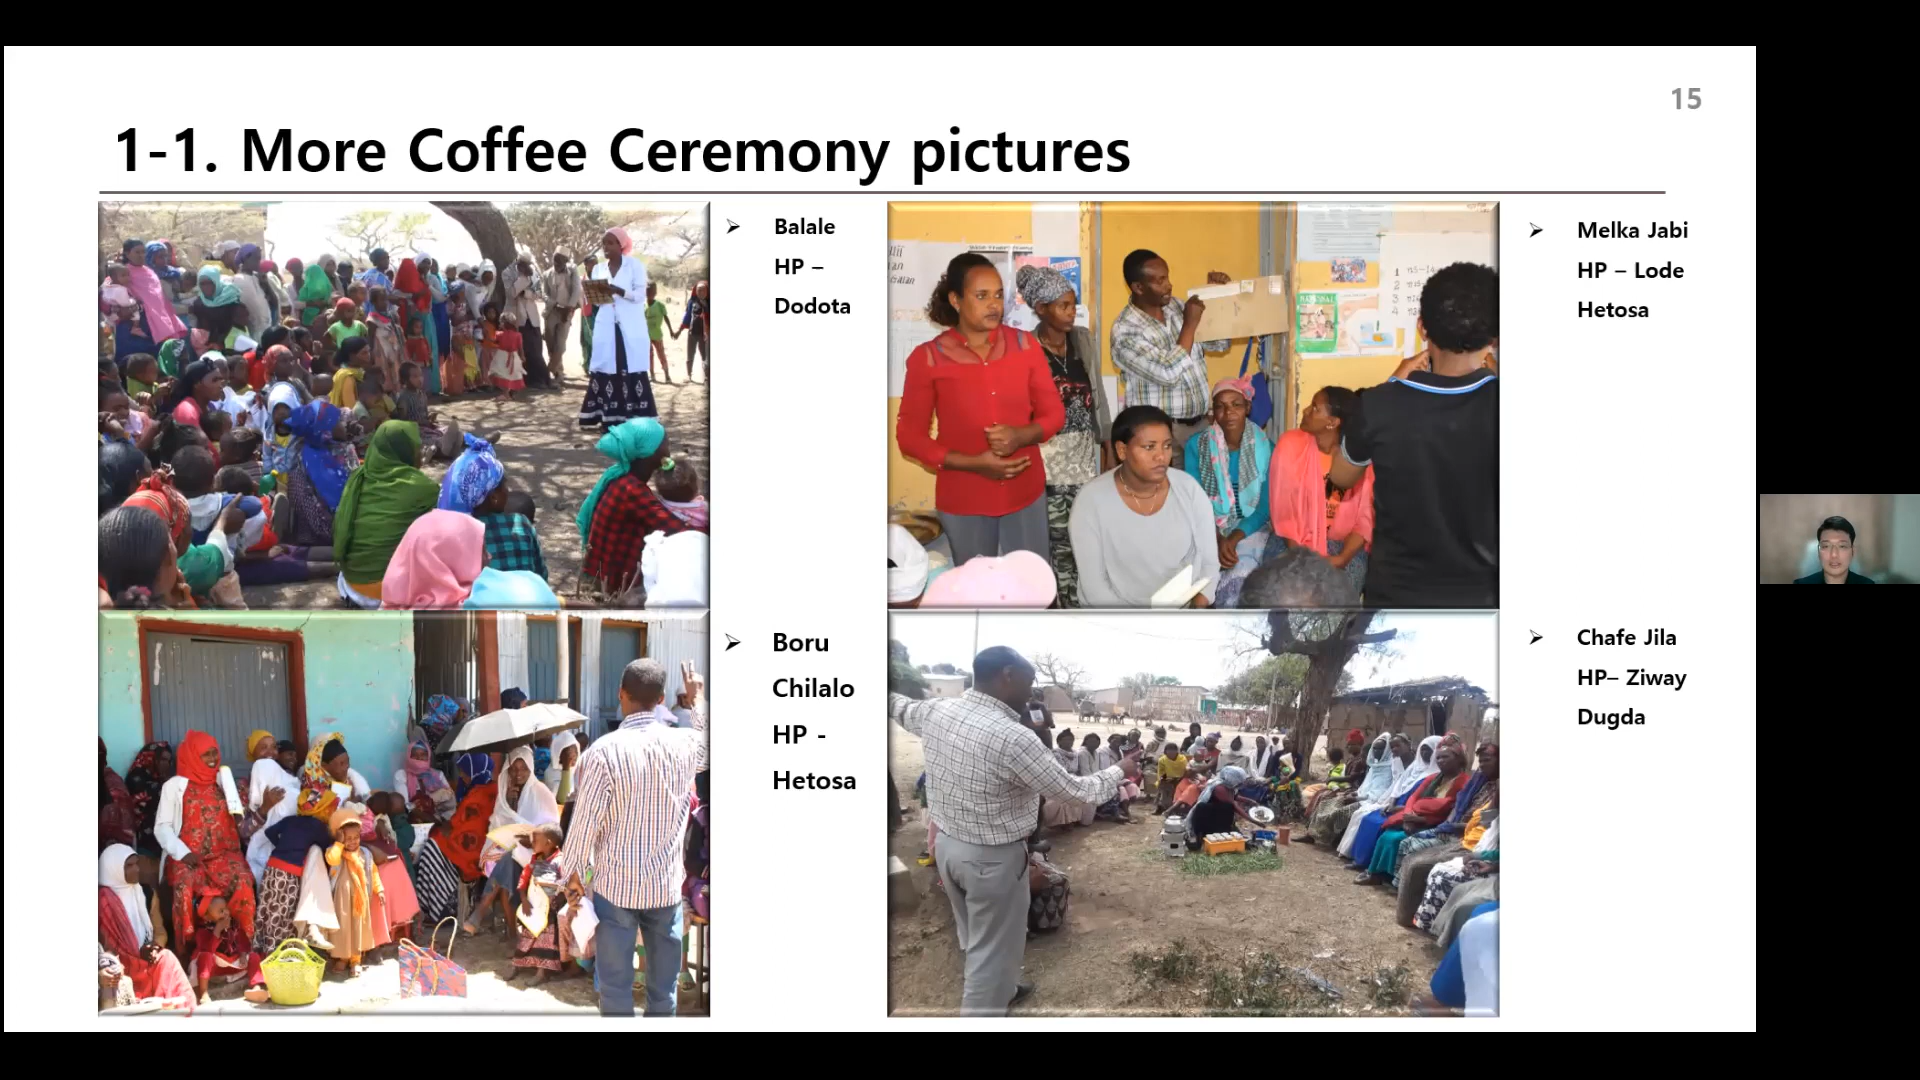 15
1-1. More Coffee Ceremony pictures
➢ Balale
HP –
Dodota
➢ Melka Jabi
HP – Lode
Hetosa
➢ Boru
Chilalo
HP -
Hetosa
➢ Chafe Jila
HP– Ziway
Dugda